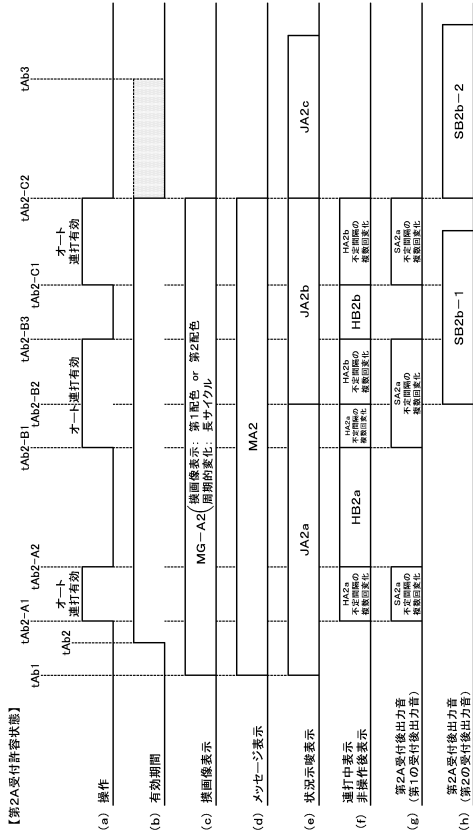 【第2A受付許容状態】
tAb1
tAb2
tAb2-A1
tAb2-A2
tAb2-B1
tAb2-B2
tAb2-B3
tAb2-C1
tAb2-C2
tAb3
(a) 操作
オート
連打有効
オート連打有効
オート
連打有効
(b) 有効期間
(c) 摸画像表示
MG-A2(摸画像表示: 第1配色 or 第2配色
周期的変化: 長サイクル
(d) メッセージ表示
MA2
(e) 状況示唆表示
JA2a
JA2b
JA2c
(f) 連打中表示
非操作後表示
HA2a
不定間隔の
複数回変化
HB2a
HA2a
不定間隔の
複数回変化
HA2b
不定間隔の
複数回変化
HB2b
HA2b
不定間隔の
複数回変化
(g) 第2A受付後出力音
(第1の受付後出力音)
SA2a
不定間隔の
複数回変化
SA2a
不定間隔の
複数回変化
SA2a
不定間隔の
複数回変化
(h) 第2A受付後出力音
(第2の受付後出力音)
SB2b-1
SB2b-2